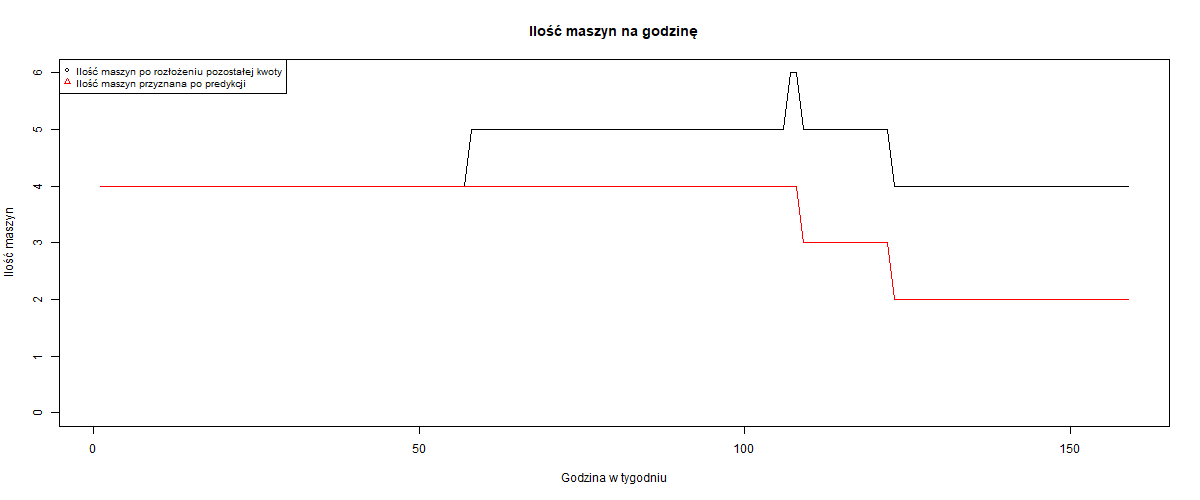 Ilość maszyn na godzinę
Ilość maszyn po rozłożeniu pozostałej kwoty
Ilość maszyn przyznana po predykcji
Ilość maszyn
6
5
4
3
2
1
0
0 50 100 150
Godzina w tygodniu